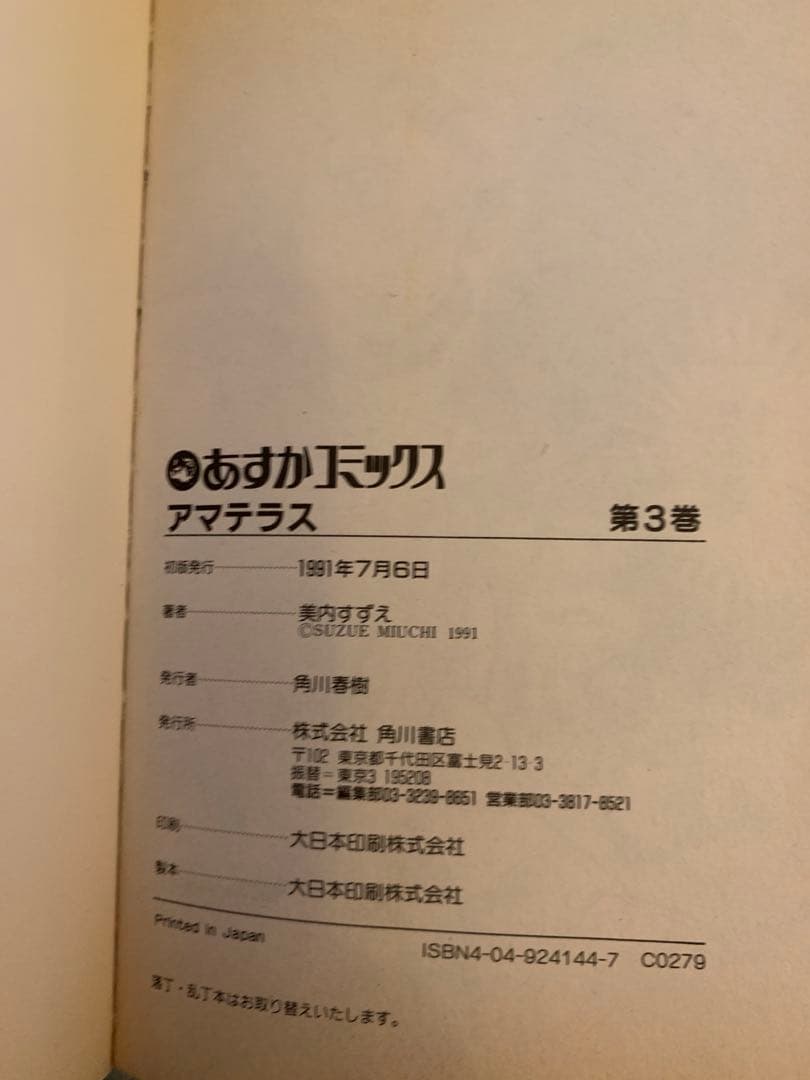 あすかコミックス
アマテラス 第3巻
初版発行 1991年7月6日
著者 美内すずえ
©SUZUE MIUCHI 1991
発行者 角川春樹
発行所 株式会社 角川書店
〒102 東京都千代田区富士見2-13-3
振替=東京3 195208
電話=編集部03-3239-8651 営業部03-3817-8521
印刷 大日本印刷株式会社
製本 大日本印刷株式会社
Printed in Japan
ISBN4-04-924144-7 C0279
落丁・乱丁本はお取り替えいたします。